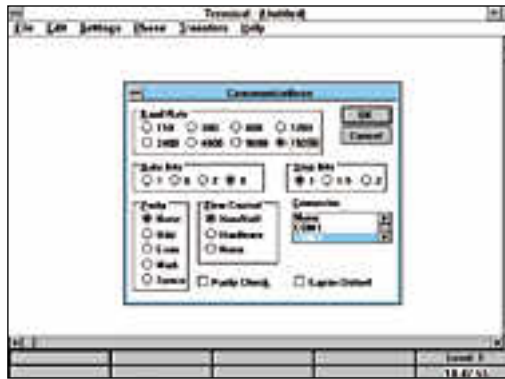 Terminal - (Untitled)
File Edit Settings Phone Transfers Help
Communications
Baud Rate
110 300 600 1200
2400 4800 9600 19200
OK
Cancel
Data Bits
5 6 7 8
Stop Bits
1 1.5 2
Parity
None
Odd
Even
Mark
Space
Flow Control
Xon/Xoff
Hardware
None
Connector
None
COM1
Parity Check
Carrier Detect
Level: 1